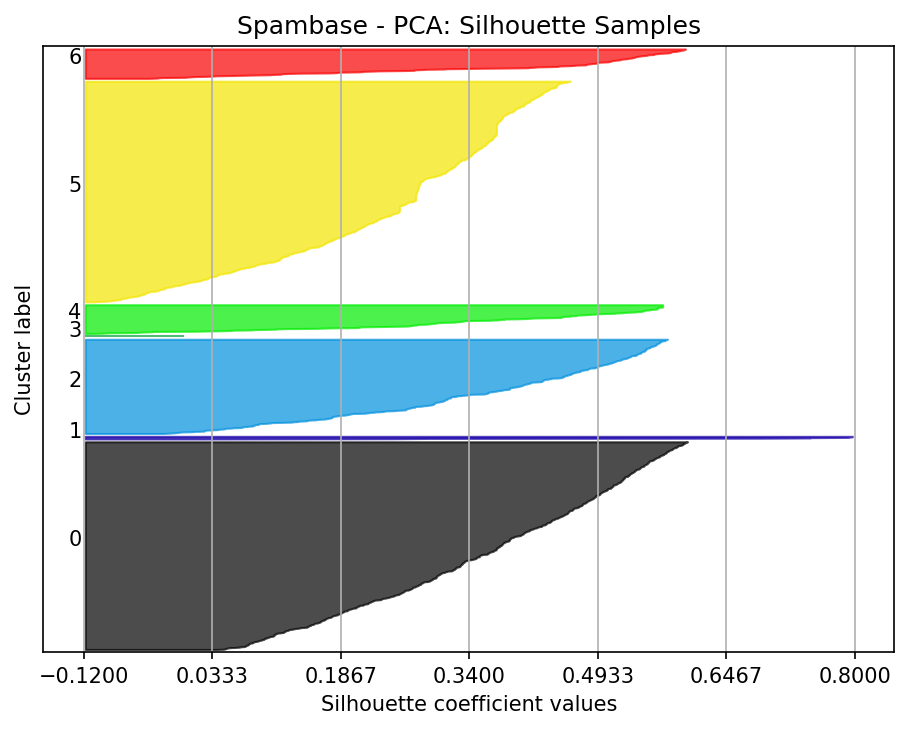 Spambase - PCA: Silhouette Samples
Cluster label
6
5
4
3
2
1
0
−0.1200 0.0333 0.1867 0.3400 0.4933 0.6467 0.8000
Silhouette coefficient values